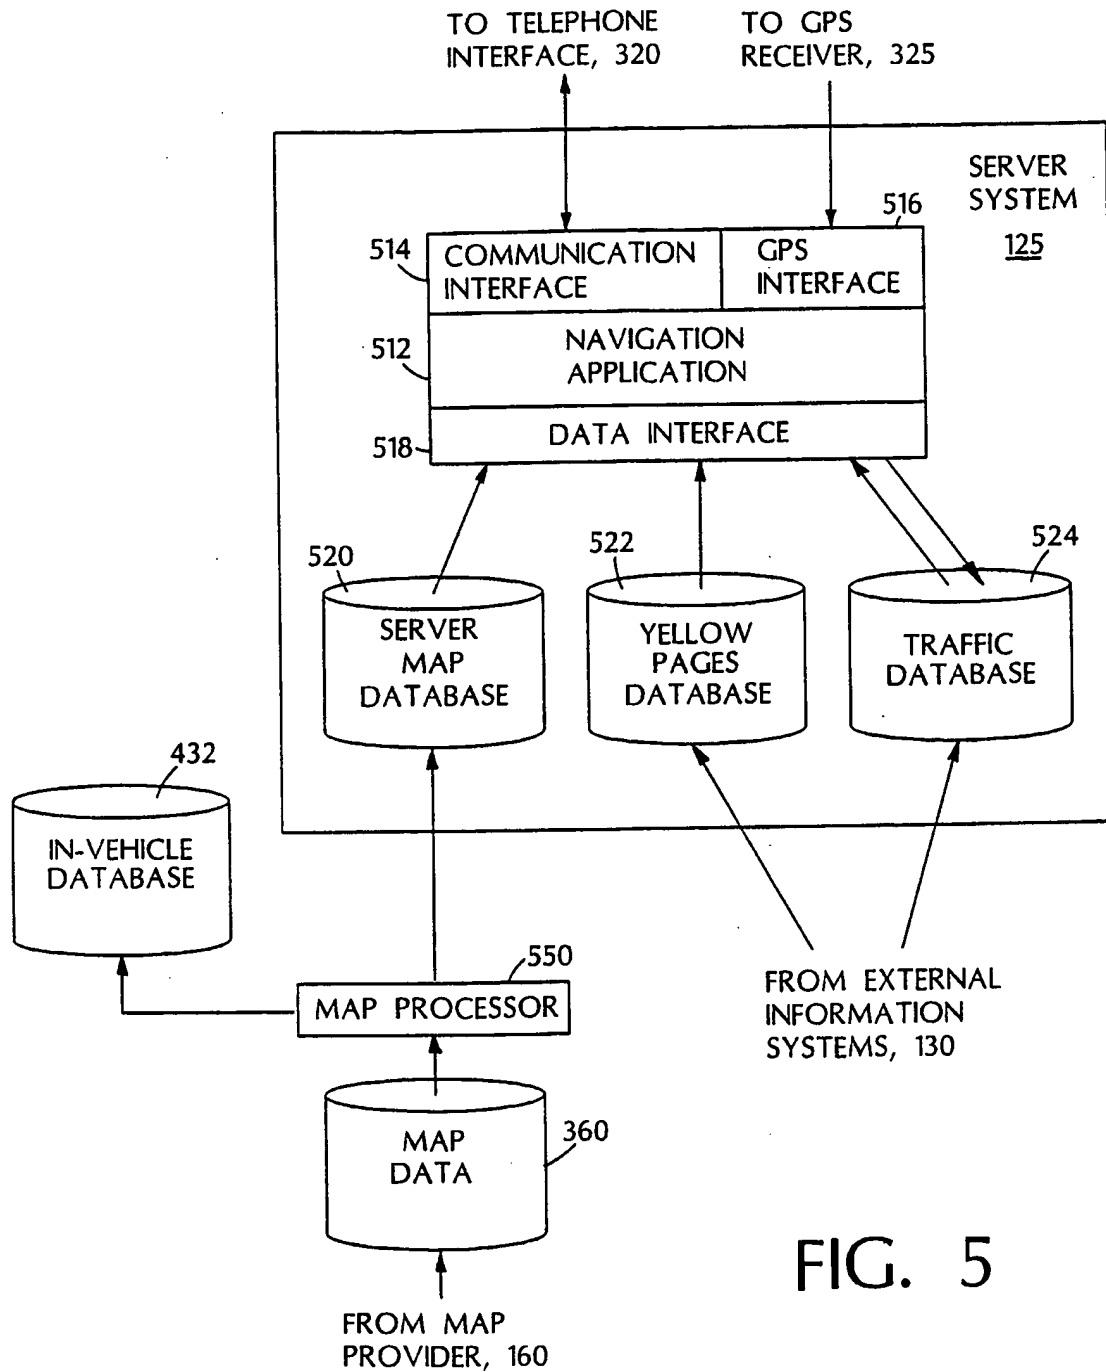 TO TELEPHONE
INTERFACE, 320
TO GPS
RECEIVER, 325
SERVER
SYSTEM
125
516
514
COMMUNICATION
INTERFACE
GPS
INTERFACE
512
NAVIGATION
APPLICATION
518
DATA INTERFACE
520
SERVER
MAP
DATABASE
522
YELLOW
PAGES
DATABASE
524
TRAFFIC
DATABASE
432
IN-VEHICLE
DATABASE
550
MAP PROCESSOR
FROM EXTERNAL
INFORMATION
SYSTEMS, 130
MAP
DATA
360
FROM MAP
PROVIDER, 160
FIG. 5